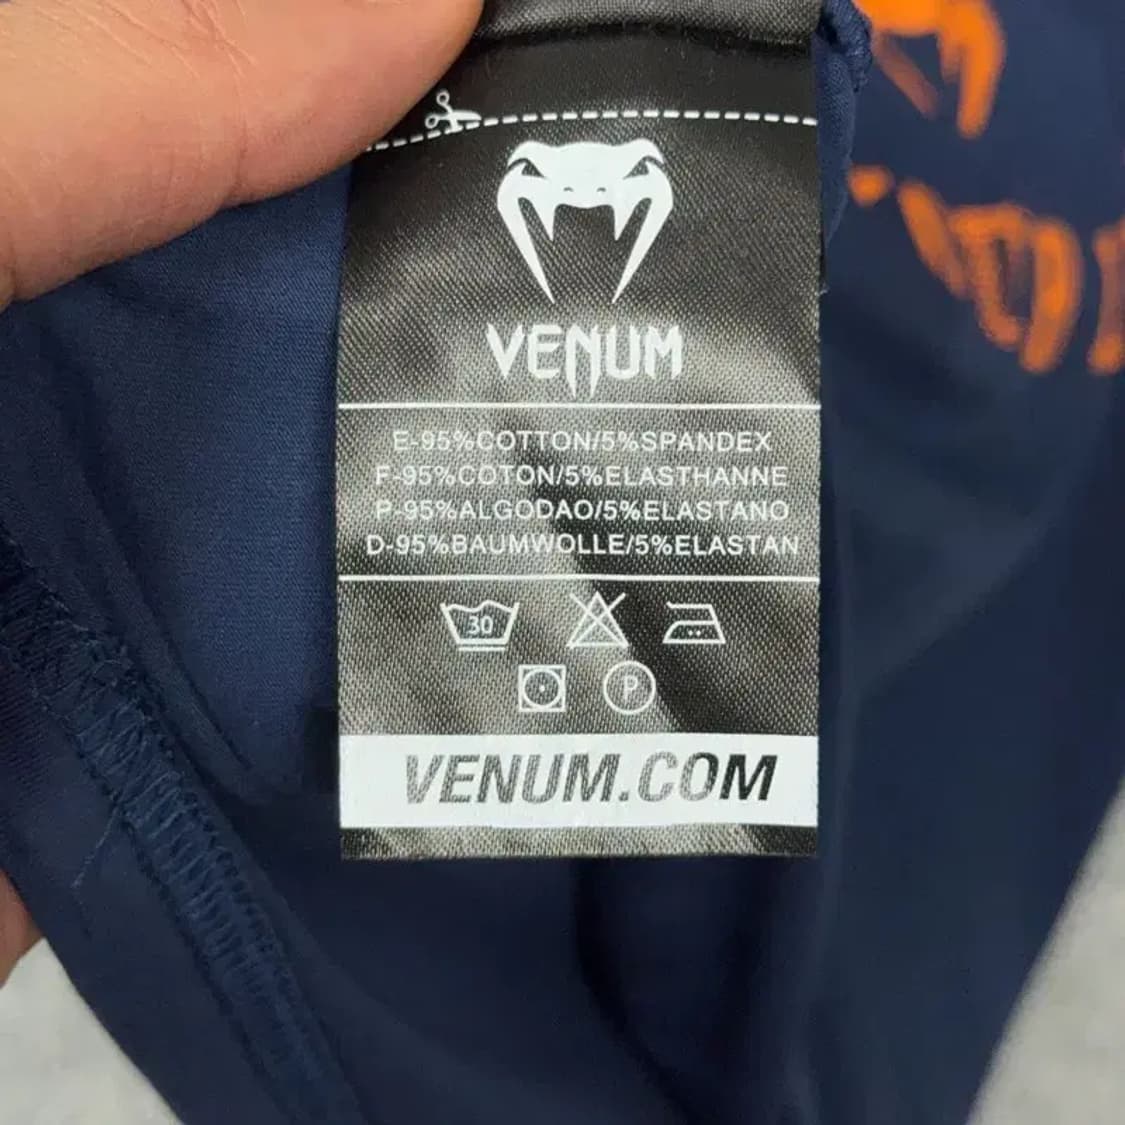 VENUM
E-95%COTTON/5%SPANDEX
F-95%COTON/5%ELASTHANNE
P-95%ALGODAO/5%ELASTANO
D-95%BAUMWOLLE/5%ELASTAN
30
P
VENUM.COM